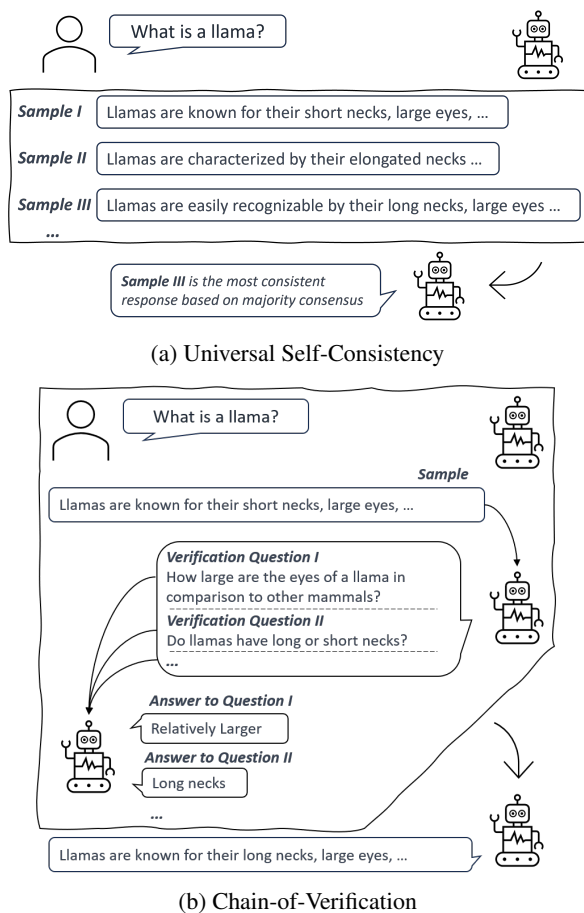 What is a llama?
Sample I
Llamas are known for their short necks, large eyes, ...
Sample II
Llamas are characterized by their elongated necks ...
Sample III
Llamas are easily recognizable by their long necks, large eyes ...
...
Sample III is the most consistent
response based on majority consensus
(a) Universal Self-Consistency
What is a llama?
Sample
Llamas are known for their short necks, large eyes, ...
Verification Question I
How large are the eyes of a llama in
comparison to other mammals?
Verification Question II
Do llamas have long or short necks?
...
Answer to Question I
Relatively Larger
Answer to Question II
Long necks
...
Llamas are known for their long necks, large eyes, ...
(b) Chain-of-Verification